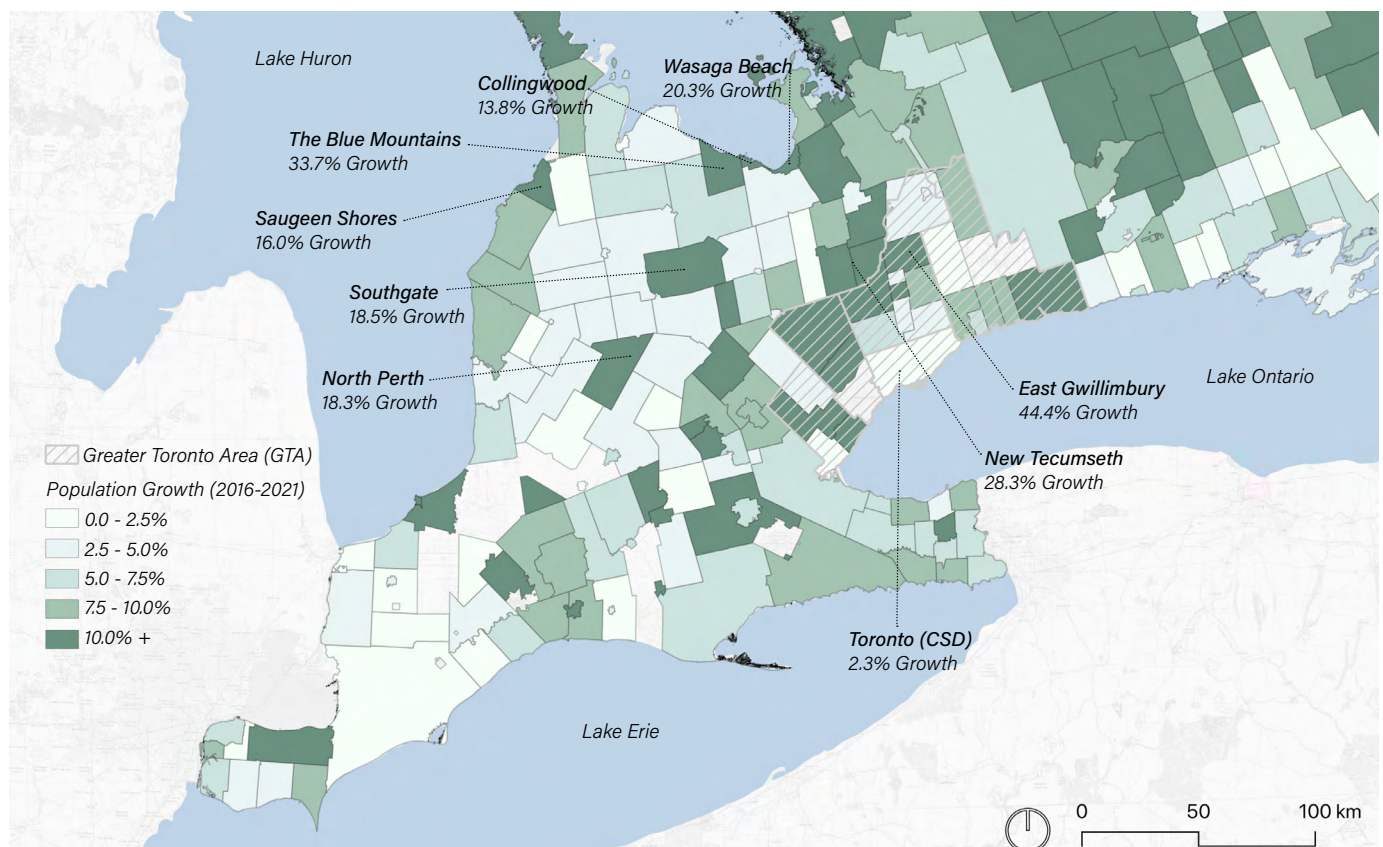 Lake Huron
Collingwood
13.8% Growth
Wasaga Beach
20.3% Growth
The Blue Mountains
33.7% Growth
Saugeen Shores
16.0% Growth
Southgate
18.5% Growth
North Perth
18.3% Growth
East Gwillimbury
44.4% Growth
Lake Ontario
New Tecumseth
28.3% Growth
Toronto (CSD)
2.3% Growth
Lake Erie
Greater Toronto Area (GTA)
Population Growth (2016-2021)
0.0 - 2.5%
2.5 - 5.0%
5.0 - 7.5%
7.5 - 10.0%
10.0% +
0 50 100 km